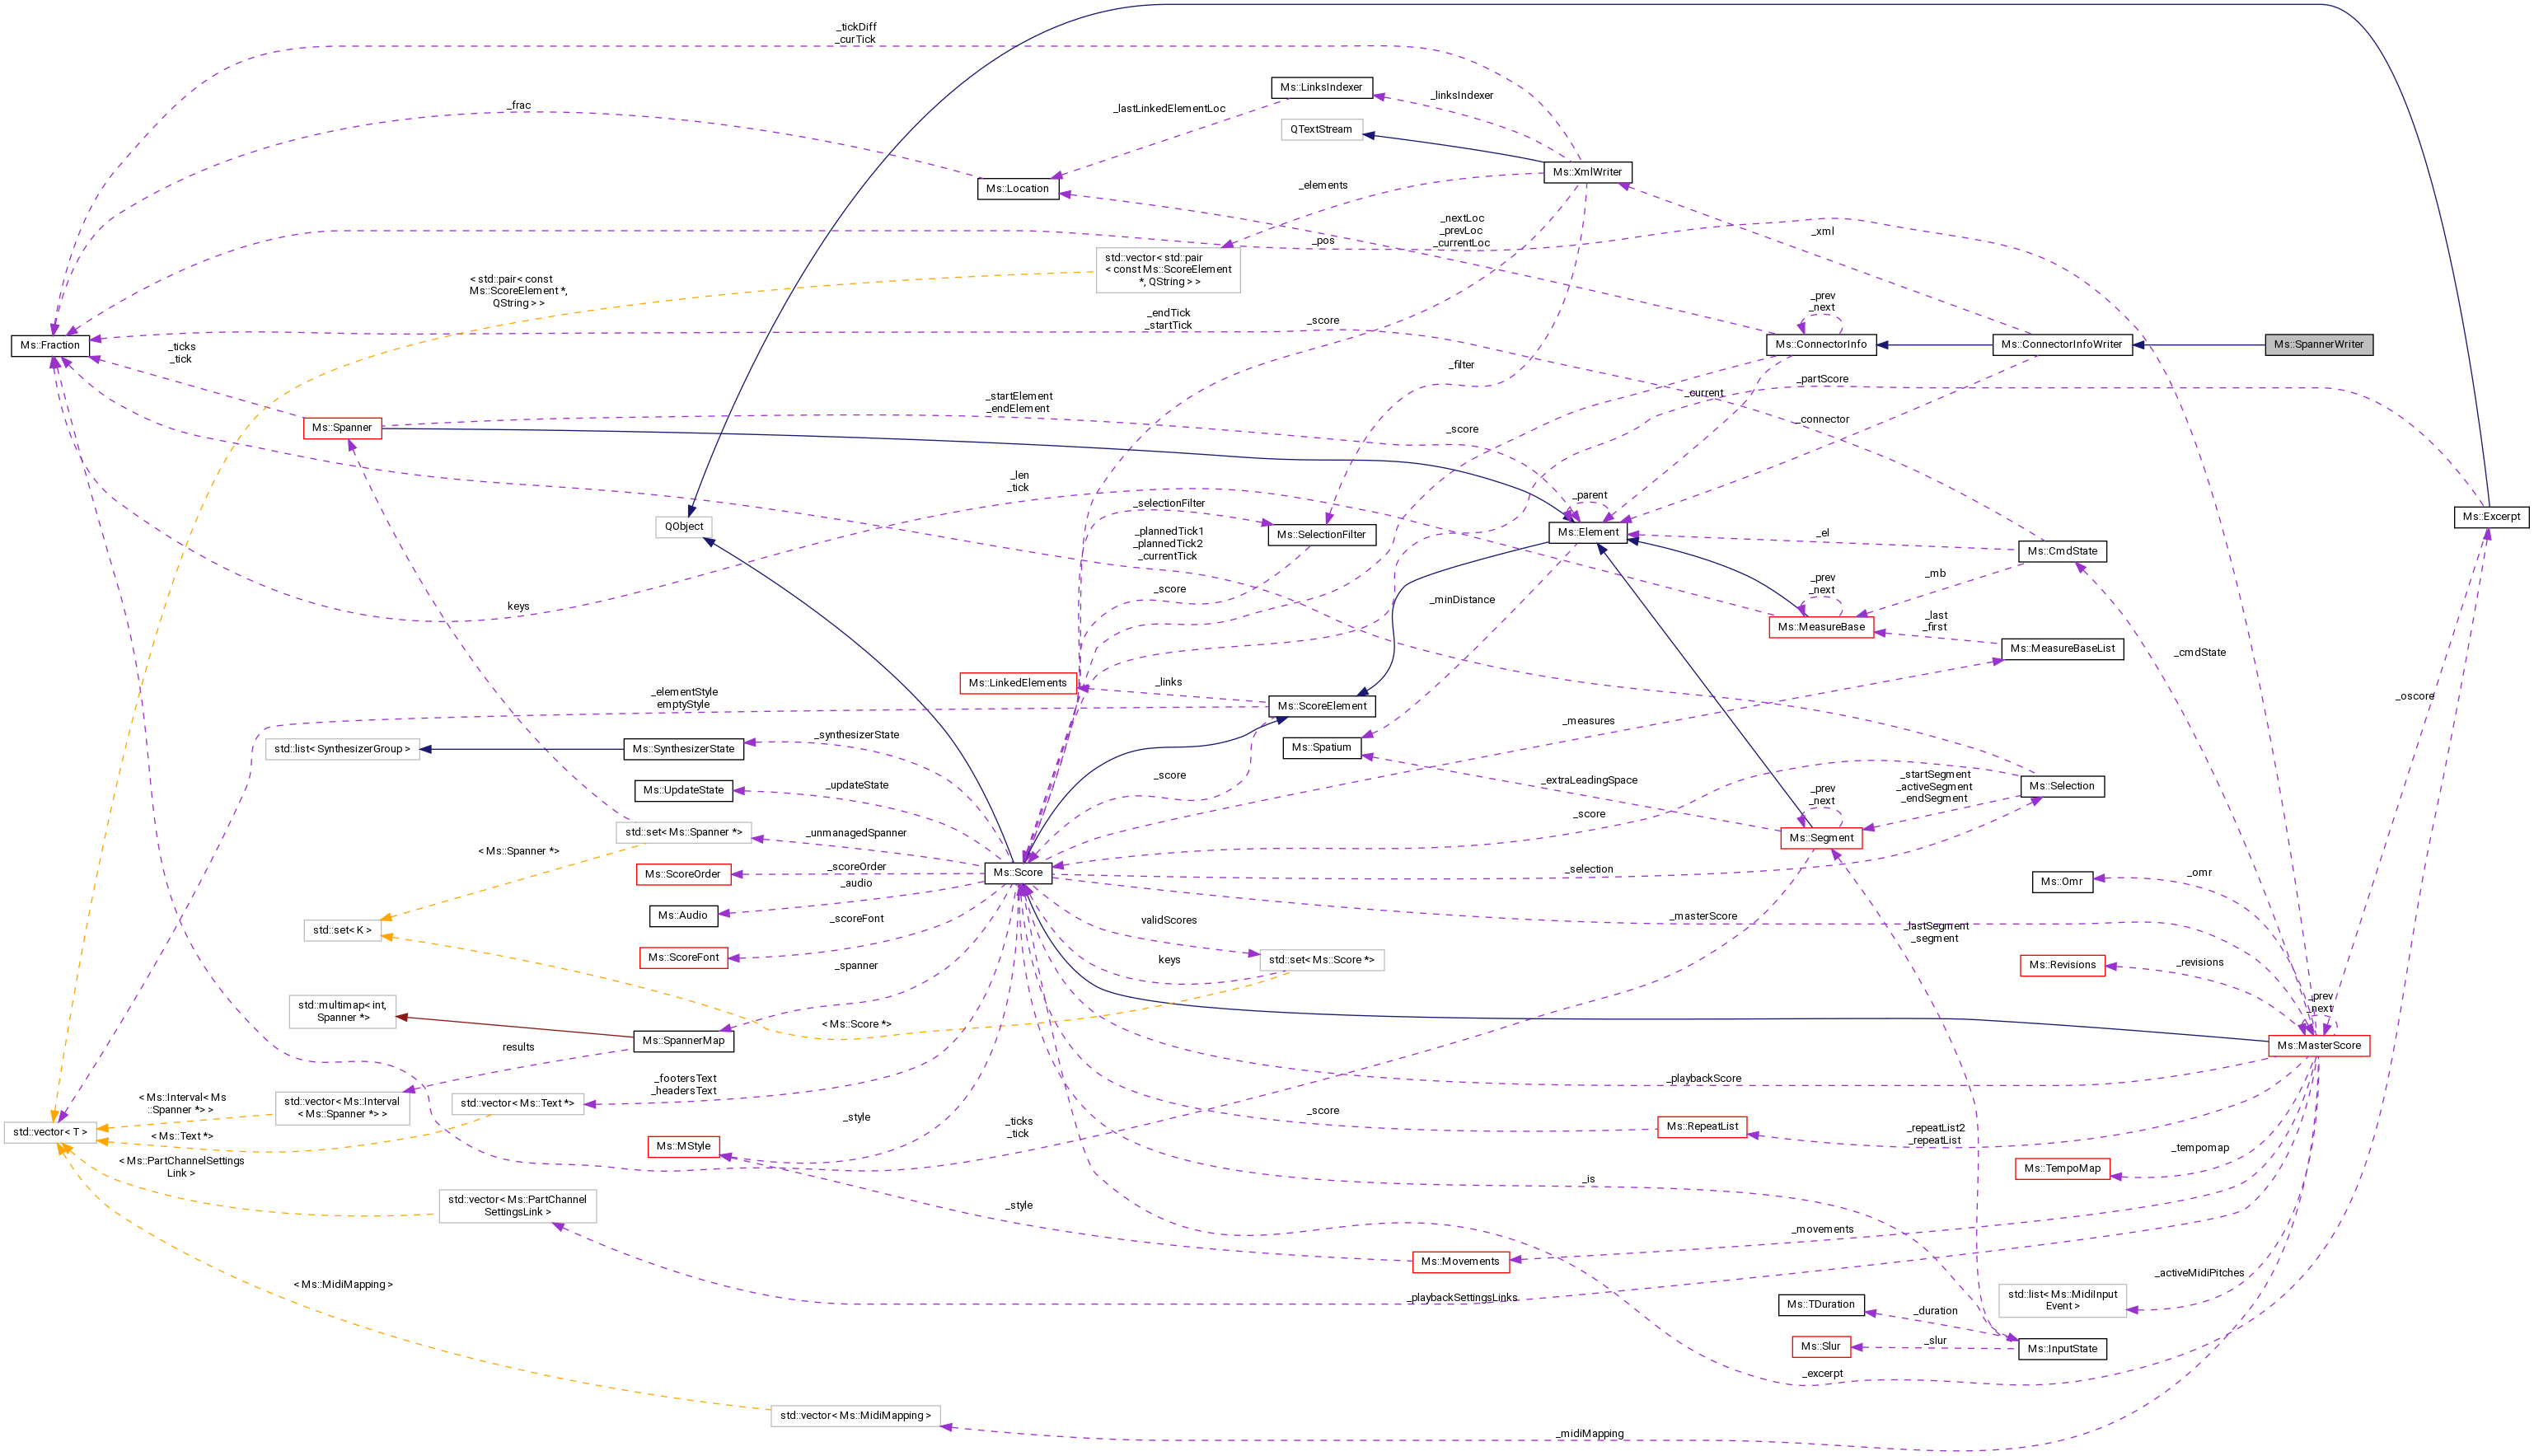 _tickDiff
_curTick
Ms::LinksIndexer
_linksIndexer
_frac
_lastLinkedElementLoc
QTextStream
Ms::XmlWriter
Ms::Location
_elements
_nextLoc
_prevLoc
_currentLoc
_pos
_xml
std::vector< std::pair
< const Ms::ScoreElement
*, QString > >
< std::pair< const
Ms::ScoreElement *,
QString > >
_prev
_next
_endTick
_startTick
_score
Ms::Fraction
_ticks
_tick
Ms::ConnectorInfo
Ms::ConnectorInfoWriter
Ms::SpannerWriter
_filter
_partScore
_current
_startElement
_endElement
_connector
Ms::Spanner
_score
_len
_tick
_selectionFilter
_parent
QObject
_plannedTick1
_plannedTick2
_currentTick
Ms::SelectionFilter
Ms::Element
_el
Ms::CmdState
Ms::Excerpt
_mb
_prev
_next
_score
_minDistance
keys
_last
_first
Ms::MeasureBase
Ms::MeasureBaseList
_cmdState
Ms::LinkedElements
_links
_elementStyle
emptyStyle
Ms::ScoreElement
_oscore
_measures
std::list< SynthesizerGroup >
Ms::SynthesizerState
_synthesizerState
Ms::Spatium
_score
_extraLeadingSpace
_startSegment
_activeSegment
_endSegment
Ms::UpdateState
_updateState
_prev
_next
Ms::Selection
_score
std::set< Ms::Spanner *>
_unmanagedSpanner
Ms::Segment
< Ms::Spanner *>
Ms::ScoreOrder
_scoreOrder
Ms::Score
_selection
_omr
Ms::Omr
_audio
Ms::Audio
_scoreFont
validScores
_masterScore
_lastSegment
_segment
std::set< K >
Ms::ScoreFont
_spanner
keys
std::set< Ms::Score *>
Ms::Revisions
_revisions
_prev
_next
std::multimap< int,
Spanner *>
< Ms::Score *>
Ms::SpannerMap
results
Ms::MasterScore
_footersText
_headersText
_playbackScore
< Ms::Interval< Ms
::Spanner *> >
std::vector< Ms::Interval
< Ms::Spanner *> >
std::vector< Ms::Text *>
_style
_score
_ticks
_tick
Ms::RepeatList
_repeatList2
_repeatList
std::vector< T >
< Ms::Text *>
Ms::MStyle
_tempomap
< Ms::PartChannelSettings
Link >
Ms::TempoMap
_is
std::vector< Ms::PartChannel
SettingsLink >
_style
_movements
Ms::Movements
_activeMidiPitches
< Ms::MidiMapping >
_playbackSettingsLinks
Ms::TDuration
_duration
std::list< Ms::MidiInput
Event >
Ms::Slur
_slur
Ms::InputState
_excerpt
std::vector< Ms::MidiMapping >
_midiMapping